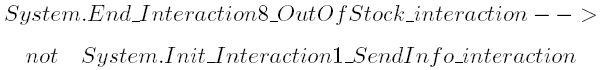 System.End_Interaction8_OutOfStock_interaction -->
not System.Init_Interaction1_SendInfo_interaction